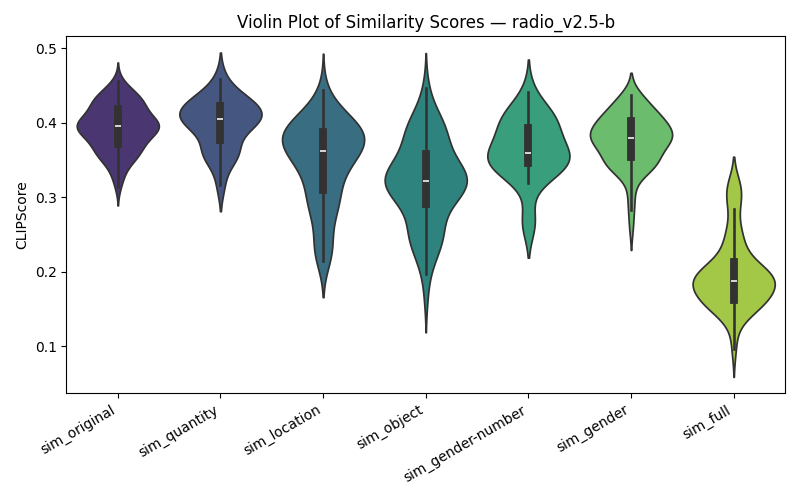 Violin Plot of Similarity Scores — radio_v2.5-b
CLIPScore
0.5
0.4
0.3
0.2
0.1
sim_original
sim_quantity
sim_location
sim_object
sim_gender-number
sim_gender
sim_full